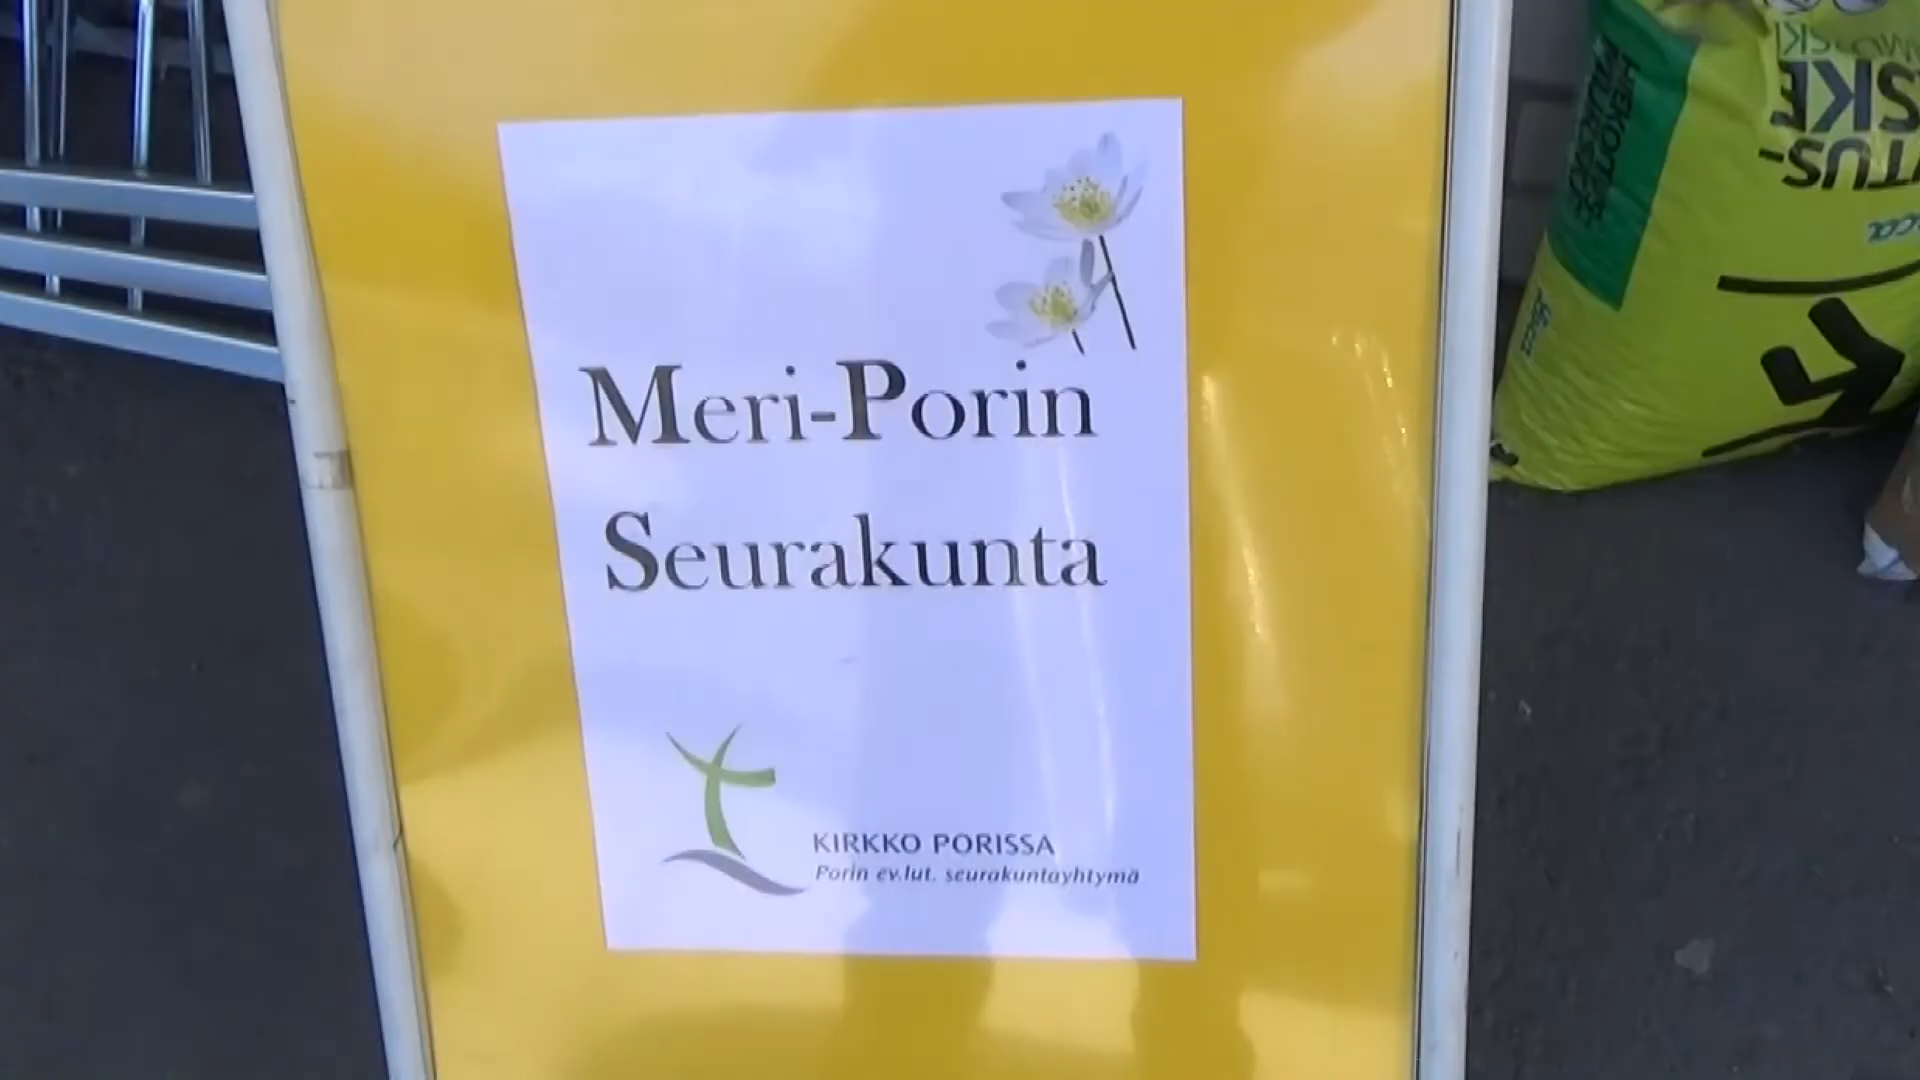 Meri-Porin
Seurakunta
KIRKKO PORISSA
Porin ev.lut. seurakuntayhtymä